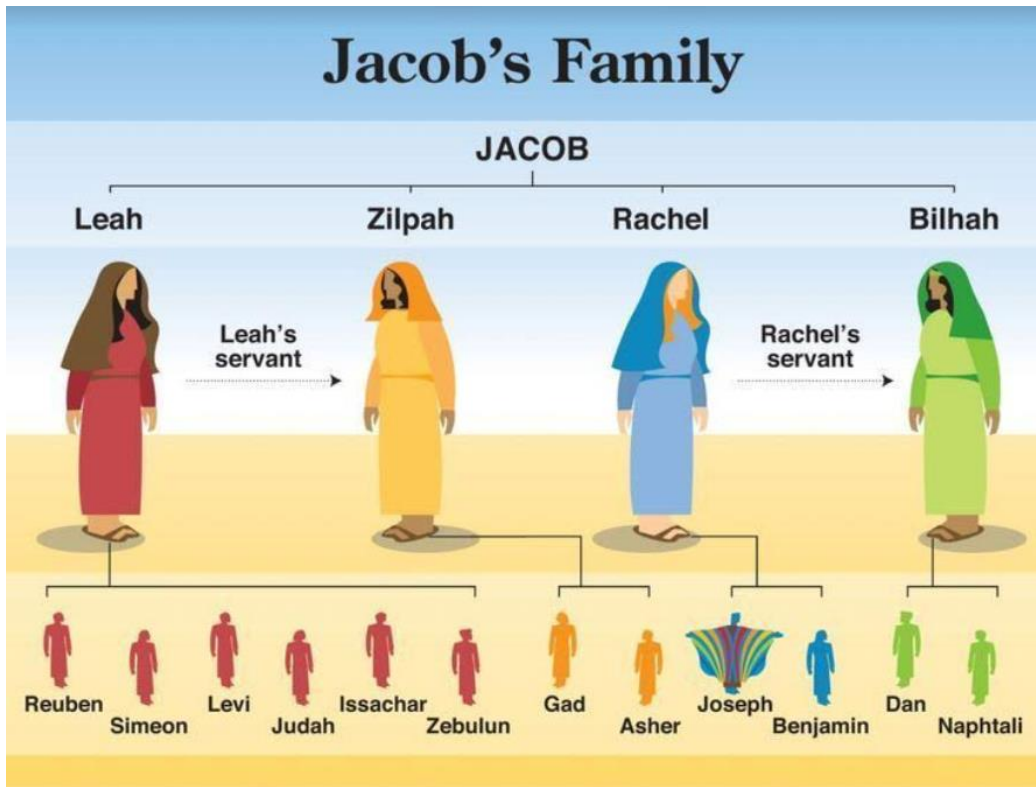 Jacob's Family
JACOB
Leah Zilpah Rachel Bilhah
Leah's
servant
Rachel's
servant
Reuben Levi Issachar Gad Joseph Dan
Simeon Judah Zebulun Asher Benjamin Naphtali